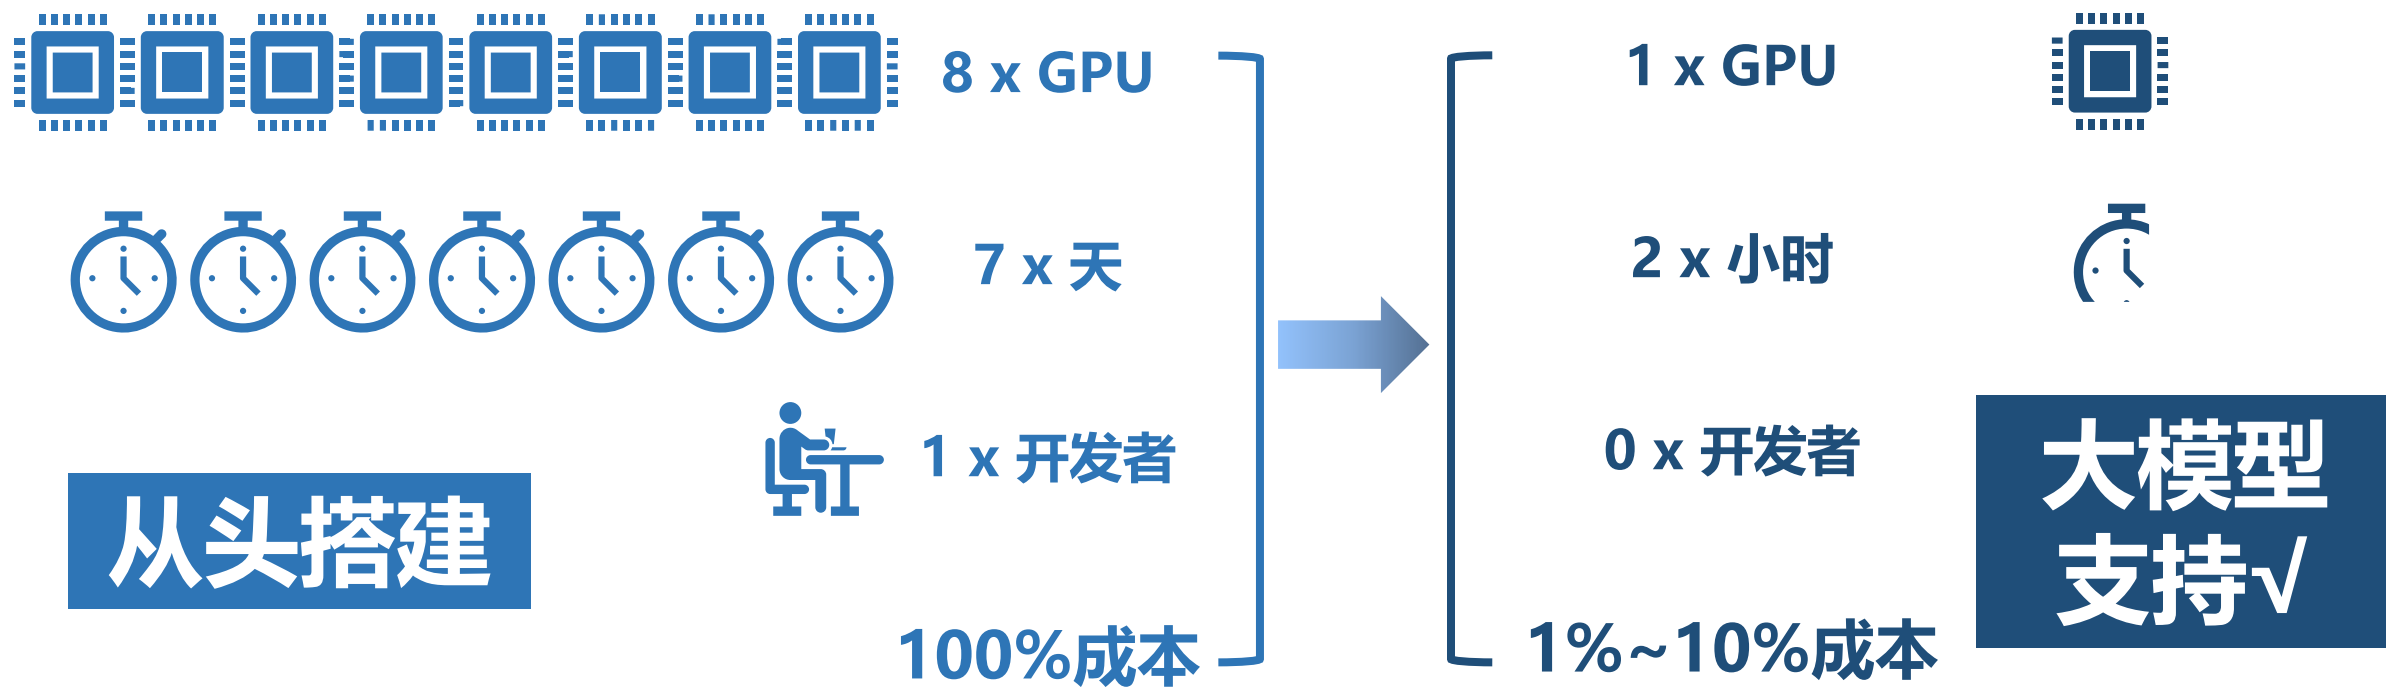 8 x GPU
7 x 天
1 x 开发者
从头搭建
100%成本
1 x GPU
2 x 小时
0 x 开发者
大模型
支持√
1%~10%成本